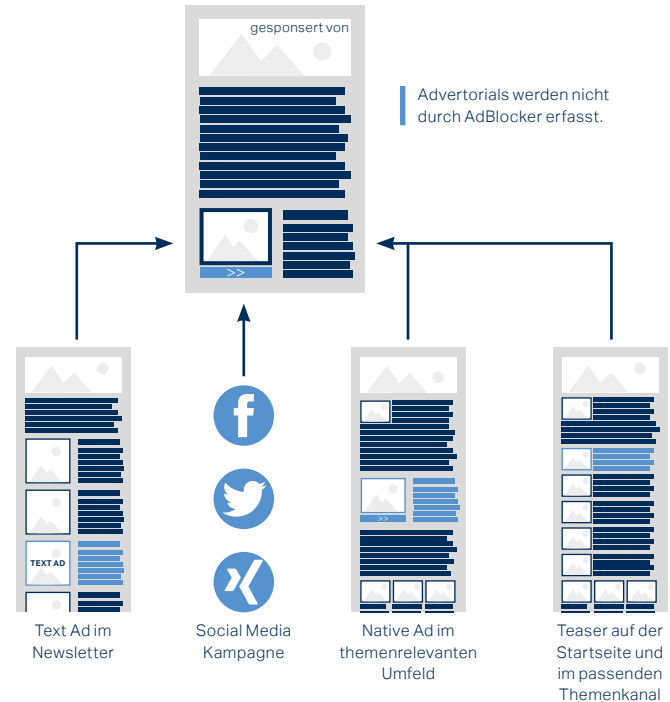 gesponsert von
Advertorials werden nicht
durch AdBlocker erfasst.
>>
>>
TEXT AD
Text Ad im
Newsletter
Social Media
Kampagne
Native Ad im
themenrelevanten
Umfeld
Teaser auf der
Startseite und
im passenden
Themenkanal